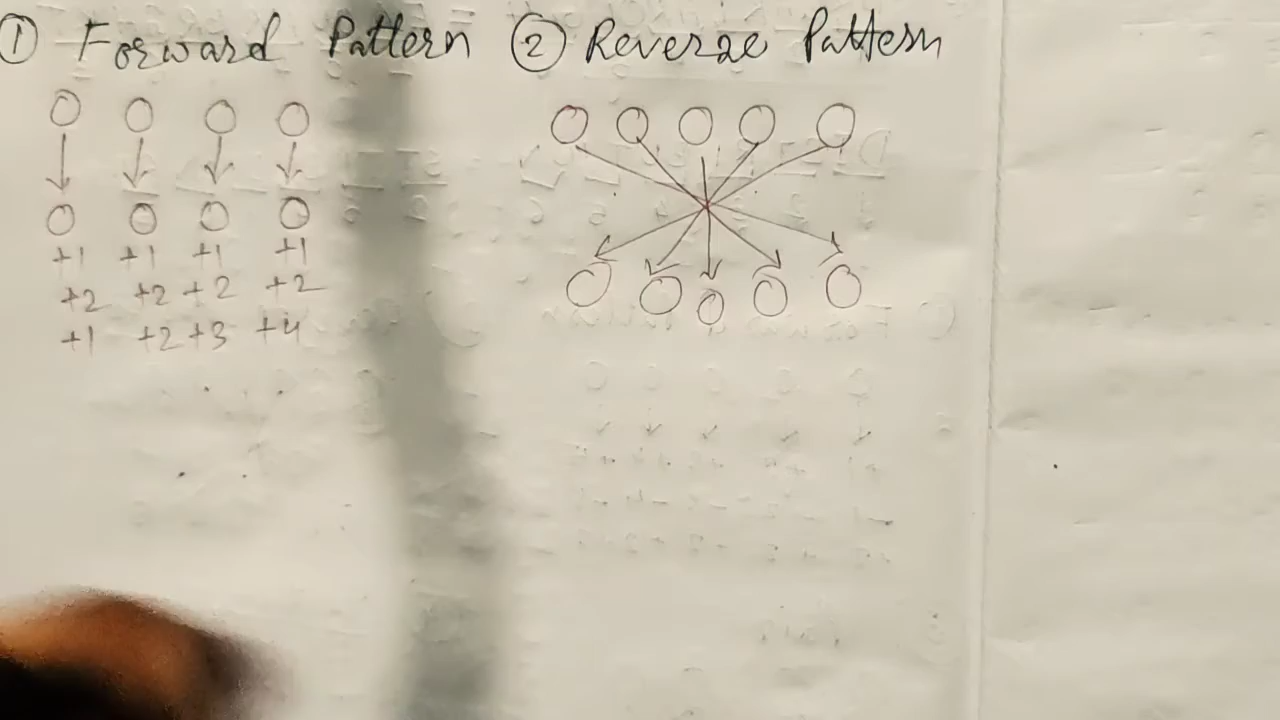 ① Forward Pattern
+1 +1 +1 +1
+2 +2 +2 +2
+1 +2 +3 +4
② Reverse Pattern